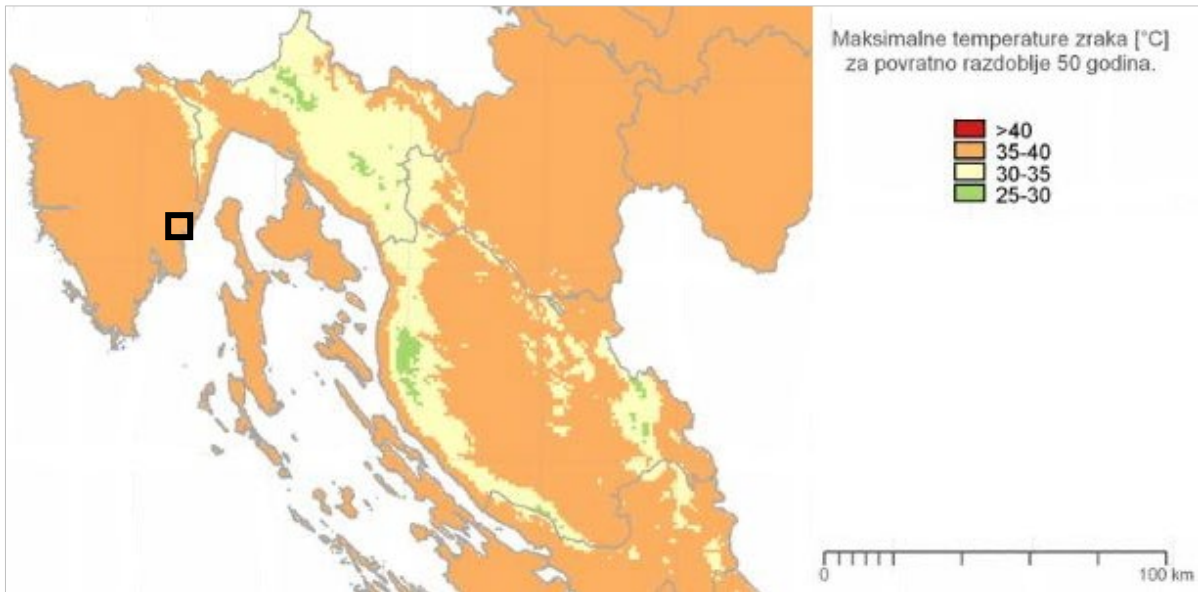 Maksimalne temperature zraka [°C]
za povratno razdoblje 50 godina.
>40
35-40
30-35
25-30
0 100 km